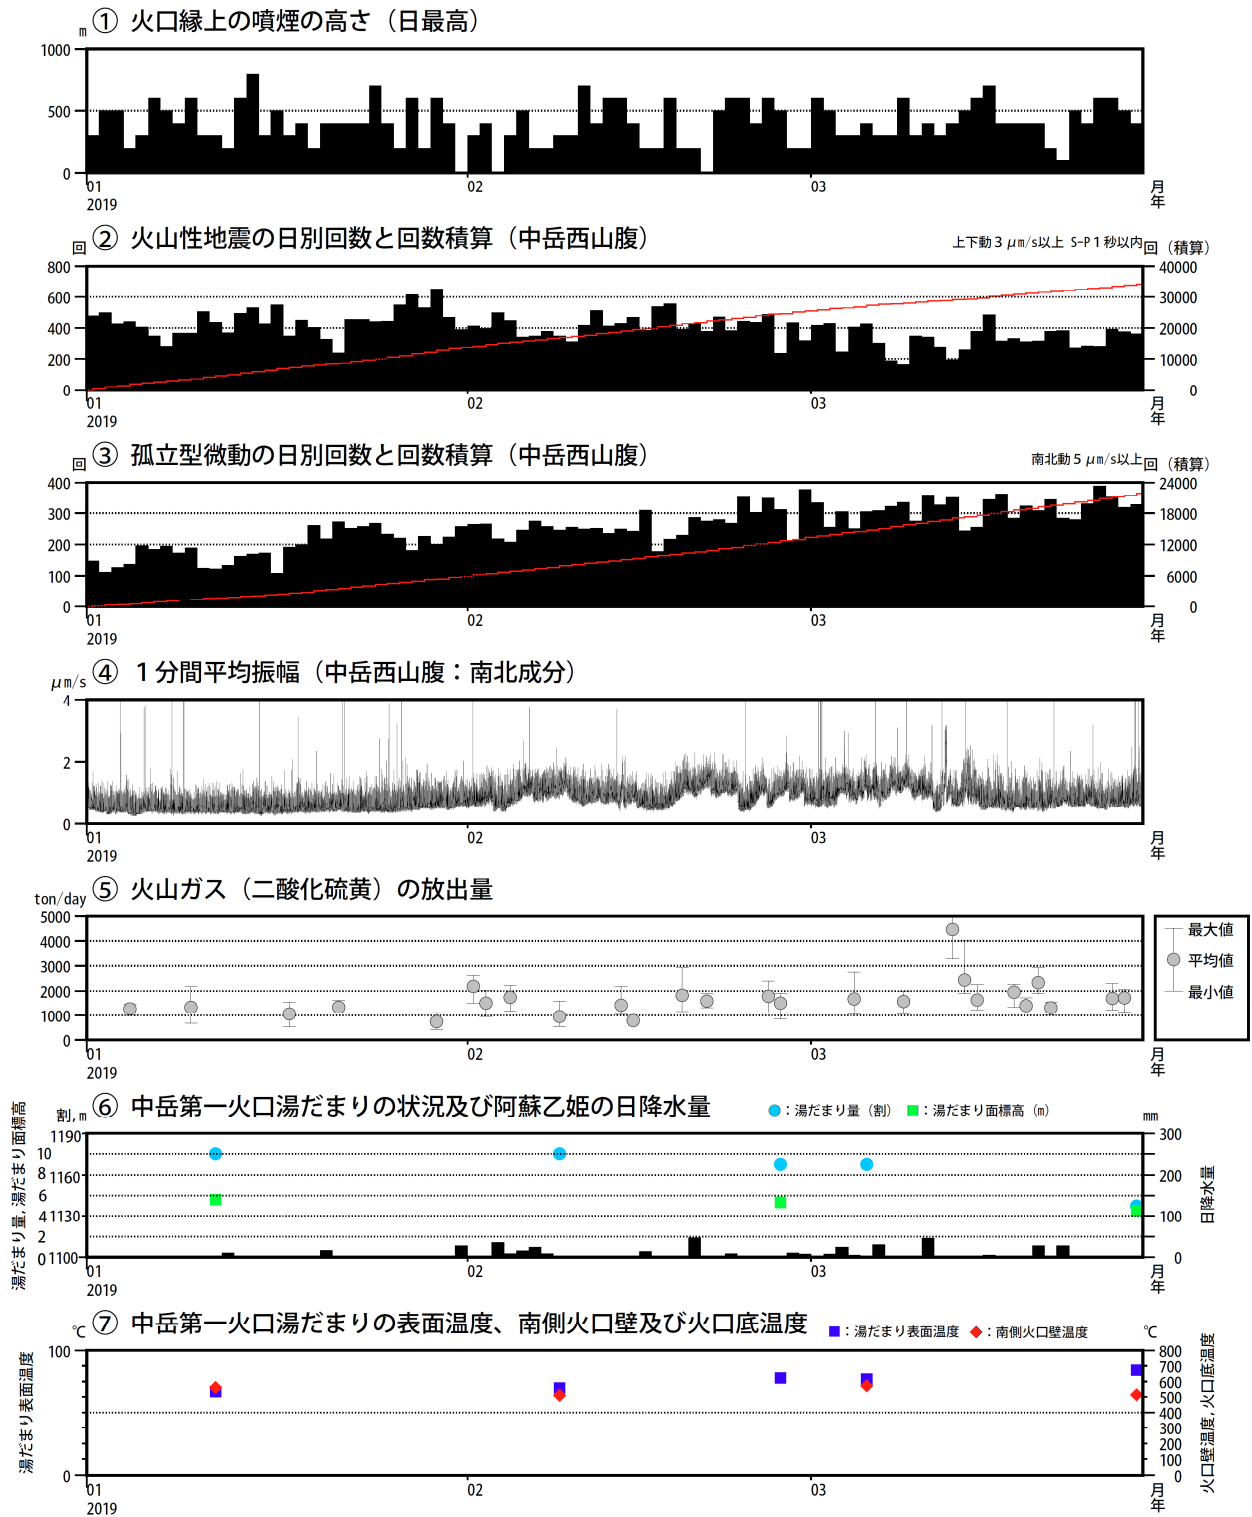 ① 火口縁上の噴煙の高さ（日最高）
m
1000
500
0
01 02 03 月
2019 年
② 火山性地震の日別回数と回数積算（中岳西山腹）
回 上下動3 μm/s以上 S-P1秒以内 回（積算）
800 40000
600 30000
400 20000
200 10000
0 0
01 02 03 月
2019 年
③ 孤立型微動の日別回数と回数積算（中岳西山腹）
回 南北動5 μm/s以上 回（積算）
400 24000
300 18000
200 12000
100 6000
0 0
01 02 03 月
2019 年
④ 1分間平均振幅（中岳西山腹：南北成分）
μm/s
4
2
0
01 02 03 月
2019 年
⑤ 火山ガス（二酸化硫黄）の放出量
ton/day
5000
4000
3000
2000
1000
0
最大値
平均値
最小値
01 02 03 月
2019 年
⑥ 中岳第一火口湯だまりの状況及び阿蘇乙姫の日降水量
割,m ：湯だまり量（割） ：湯だまり面標高（m） mm
湯だまり量,湯だまり面標高
1190 300
10
8 1160 200
6
4 1130 100
2
0 1100 0
日降水量
01 02 03 月
2019 年
⑦ 中岳第一火口湯だまりの表面温度、南側火口壁及び火口底温度
℃ ：湯だまり表面温度 ：南側火口壁温度 ℃
湯だまり表面温度
100 800
700
600
500
400
300
200
100
0 0
火口壁温度,火口底温度
01 02 03 月
2019 年